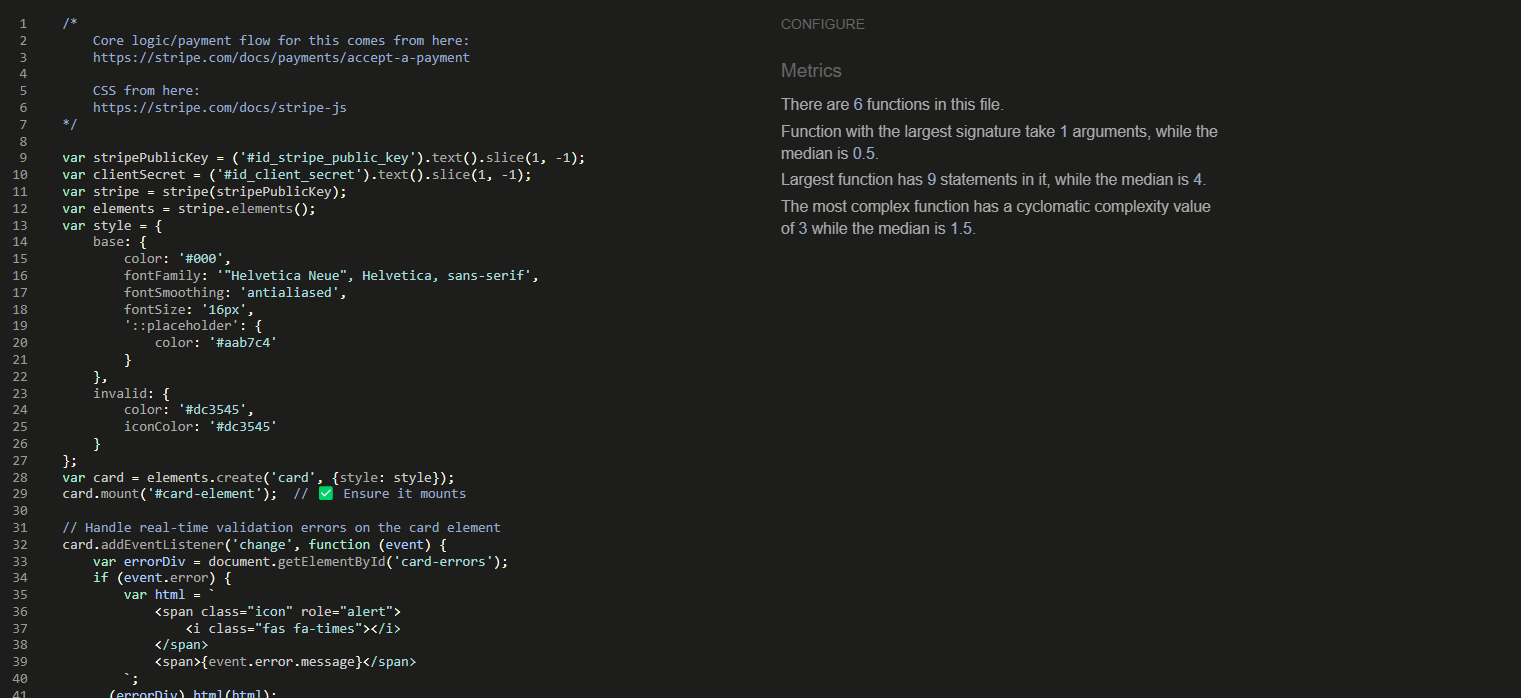 CONFIGURE
Metrics
There are 6 functions in this file.
Function with the largest signature take 1 arguments, while the
median is 0.5.
Largest function has 9 statements in it, while the median is 4.
The most complex function has a cyclomatic complexity value
of 3 while the median is 1.5.
1 /*
2 Core logic/payment flow for this comes from here:
3 https://stripe.com/docs/payments/accept-a-payment
4
5 CSS from here:
6 https://stripe.com/docs/stripe-js
7 */
8
9 var stripePublicKey = ('#id_stripe_public_key').text().slice(1, -1);
10 var clientSecret = ('#id_client_secret').text().slice(1, -1);
11 var stripe = stripe(stripePublicKey);
12 var elements = stripe.elements();
13 var style = {
14 base: {
15 color: '#000',
16 fontFamily: '"Helvetica Neue", Helvetica, sans-serif',
17 fontSmoothing: 'antialiased',
18 fontSize: '16px',
19 '::placeholder': {
20 color: '#aab7c4'
21 }
22 },
23 invalid: {
24 color: '#dc3545',
25 iconColor: '#dc3545'
26 }
27 };
28 var card = elements.create('card', {style: style});
29 card.mount('#card-element'); // ✅ Ensure it mounts
30
31 // Handle real-time validation errors on the card element
32 card.addEventListener('change', function (event) {
33 var errorDiv = document.getElementById('card-errors');
34 if (event.error) {
35 var html = `
36 <span class="icon" role="alert">
37 <i class="fas fa-times"></i>
38 </span>
39 <span>{event.error.message}</span>
40 `;
41 (errorDiv).html(html);